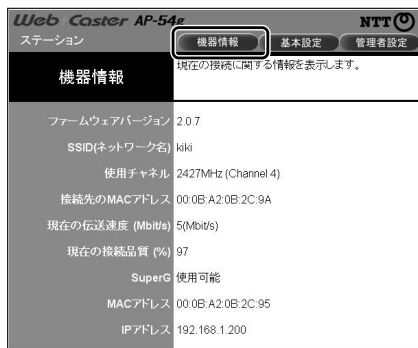 Web Caster AP-54g
NTT
ステーション
機器情報 基本設定 管理者設定
機器情報
現在の接続に関する情報を表示します。
ファームウェアバージョン 2.0.7
SSID(ネットワーク名) kiki
使用チャネル 2427MHz (Channel 4)
接続先のMACアドレス 00:0B:A2:0B:2C:9A
現在の伝送速度 (Mbit/s) 5(Mbit/s)
現在の接続品質 (%) 97
SuperG 使用可能
MACアドレス 00:0B:A2:0B:2C:95
IPアドレス 192.168.1.200